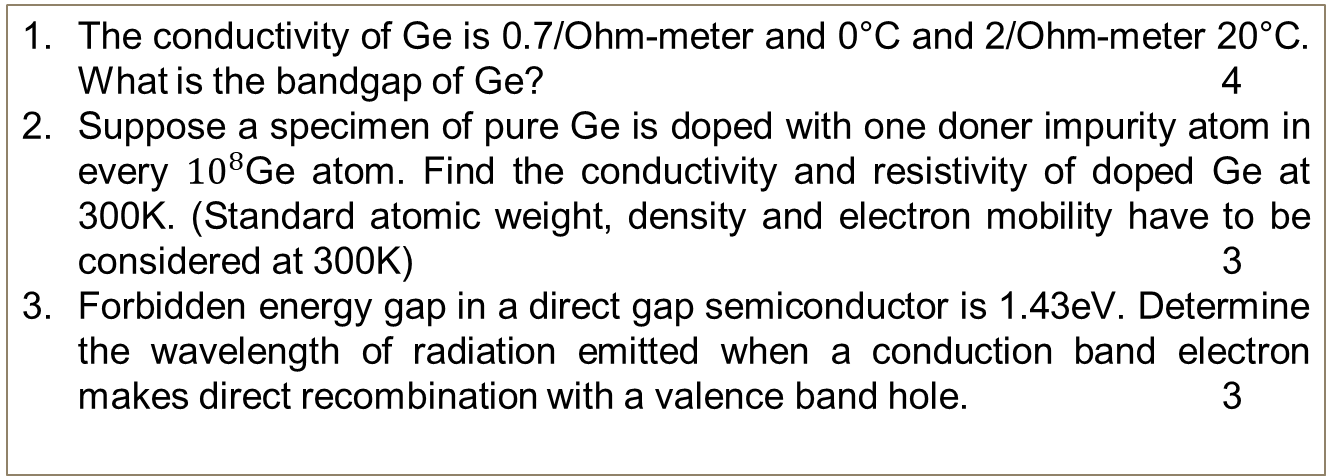 1. The conductivity of Ge is 0.7/Ohm-meter and 0°C and 2/Ohm-meter 20°C.
What is the bandgap of Ge? 4
2. Suppose a specimen of pure Ge is doped with one doner impurity atom in
every 10⁸Ge atom. Find the conductivity and resistivity of doped Ge at
300K. (Standard atomic weight, density and electron mobility have to be
considered at 300K) 3
3. Forbidden energy gap in a direct gap semiconductor is 1.43eV. Determine
the wavelength of radiation emitted when a conduction band electron
makes direct recombination with a valence band hole. 3